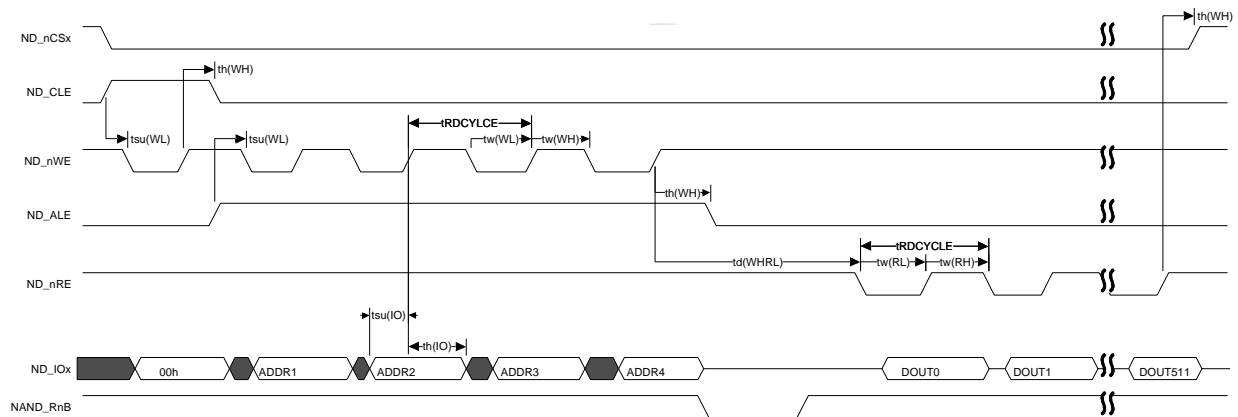 th(WH)
ND_nCSx
th(WH)
ND_CLE
tRDCYLCE
tsu(WL)
tsu(WL)
tw(WL)
tw(WH)
ND_nWE
th(WH)
ND_ALE
tRDCYCLE
td(WHRL)
tw(RL)
tw(RH)
ND_nRE
tsu(IO)
th(IO)
ND_IOx
00h
ADDR1
ADDR2
ADDR3
ADDR4
DOUT0
DOUT1
DOUT511
NAND_RnB